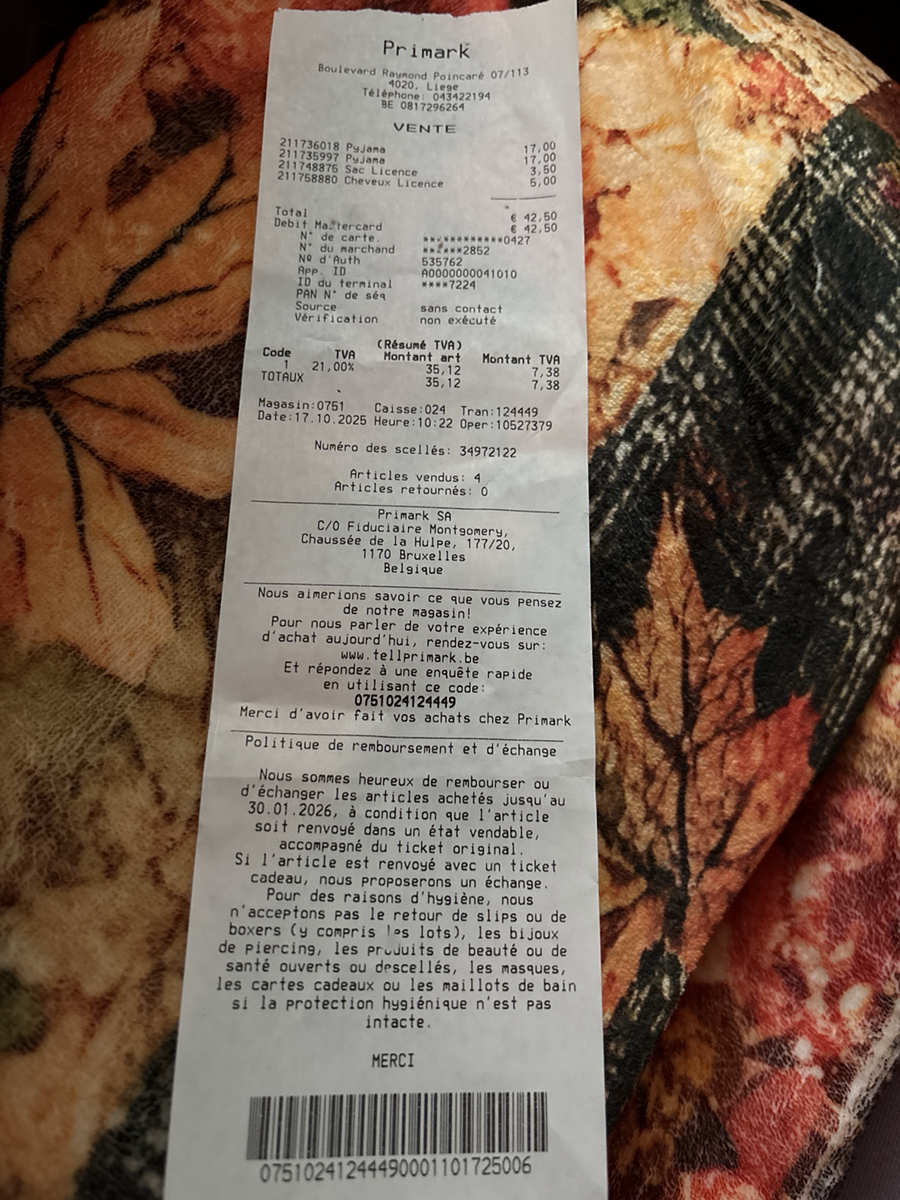 Primark
Boulevard Raymond Poincaré 07/113
4020, Liege
Téléphone: 043422194
BE 0817296264
VENTE
211736018 Pyjama 17,00
211735997 Pyjama 17,00
211748875 Sac Licence 3,50
211758880 Cheveux Licence 5,00
Total € 42,50
Debit Mastercard € 42,50
N° de carte. ************0427
N° du marchand ******2852
Nº d'Auth 535762
App. ID A0000000041010
ID du terminal ****7224
PAN N° de séq
Source sans contact
Vérification non exécuté
(Résumé TVA)
Code TVA Montant art Montant TVA
1 21,00% 35,12 7,38
TOTAUX 35,12 7,38
Magasin:0751 Caisse:024 Tran:124449
Date:17.10.2025 Heure:10:22 Oper:10527379
Numéro des scellés: 34972122
Articles vendus: 4
Articles retournés: 0
Primark SA
C/O Fiduciaire Montgomery,
Chaussée de la Hulpe, 177/20,
1170 Bruxelles
Belgique
Nous aimerions savoir ce que vous pensez
de notre magasin!
Pour nous parler de votre expérience
d'achat aujourd'hui, rendez-vous sur:
www.tellprimark.be
Et répondez à une enquête rapide
en utilisant ce code:
0751024124449
Merci d'avoir fait vos achats chez Primark
Politique de remboursement et d'échange
Nous sommes heureux de rembourser ou
d'échanger les articles achetés jusqu'au
30.01.2026, à condition que l'article
soit renvoyé dans un état vendable,
accompagné du ticket original.
Si l'article est renvoyé avec un ticket
cadeau, nous proposerons un échange.
Pour des raisons d'hygiène, nous
n'acceptons pas le retour de slips ou de
boxers (y compris les lots), les bijoux
de piercing, les produits de beauté ou de
santé ouverts ou descellés, les masques,
les cartes cadeaux ou les maillots de bain
si la protection hygiénique n'est pas
intacte.
MERCI
07510241244490001101725006